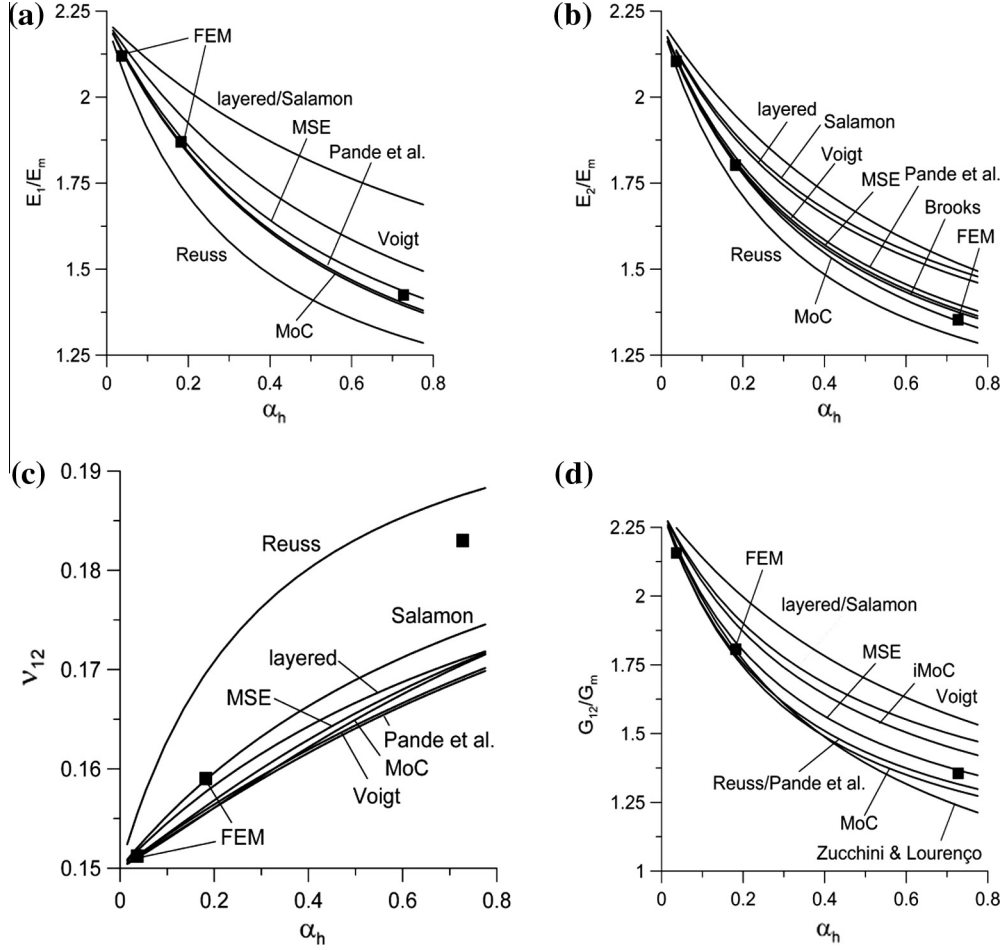 (a)
2.25
2
1.75
1.5
1.25
E1/Em
FEM
layered/Salamon
MSE
Pande et al.
Voigt
Reuss
MoC
0
0.2
0.4
0.6
0.8
αh
(b)
2.25
2
1.75
1.5
1.25
E2/Em
layered
Salamon
Voigt
MSE
Pande et al.
Brooks
FEM
Reuss
MoC
0
0.2
0.4
0.6
0.8
αh
(c)
0.19
0.18
0.17
0.16
0.15
ν12
Reuss
Salamon
layered
MSE
Pande et al.
MoC
Voigt
FEM
0
0.2
0.4
0.6
0.8
αh
(d)
2.25
2
1.75
1.5
1.25
1
G12/Gm
FEM
layered/Salamon
MSE
iMoC
Voigt
Reuss/Pande et al.
MoC
Zucchini & Lourenço
0
0.2
0.4
0.6
0.8
αh